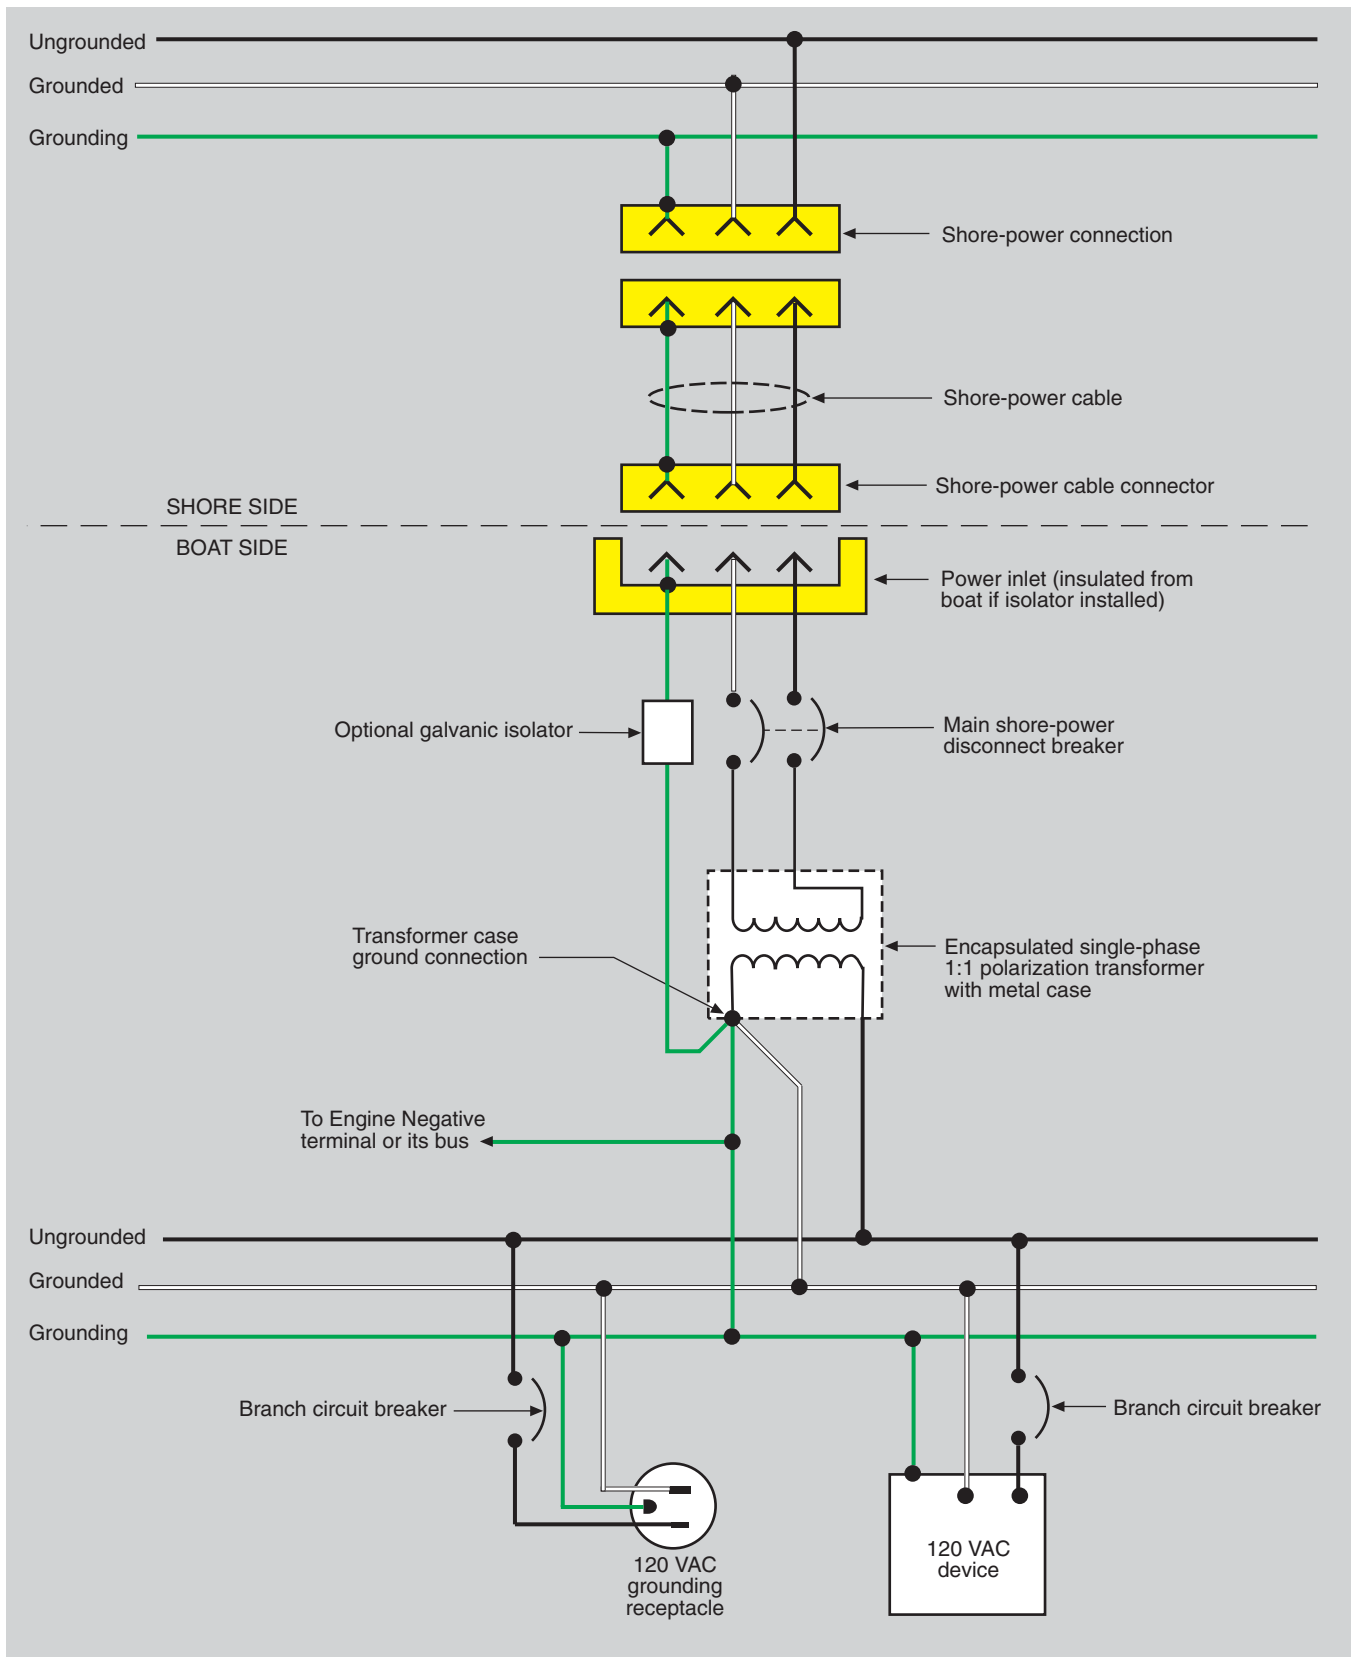 Ungrounded
Grounded
Grounding
Shore-power connection
Shore-power cable
Shore-power cable connector
SHORE SIDE
BOAT SIDE
Power inlet (insulated from
boat if isolator installed)
Optional galvanic isolator
Main shore-power
disconnect breaker
Transformer case
ground connection
Encapsulated single-phase
1:1 polarization transformer
with metal case
To Engine Negative
terminal or its bus
Ungrounded
Grounded
Grounding
Branch circuit breaker
Branch circuit breaker
120 VAC
grounding
receptacle
120 VAC
device